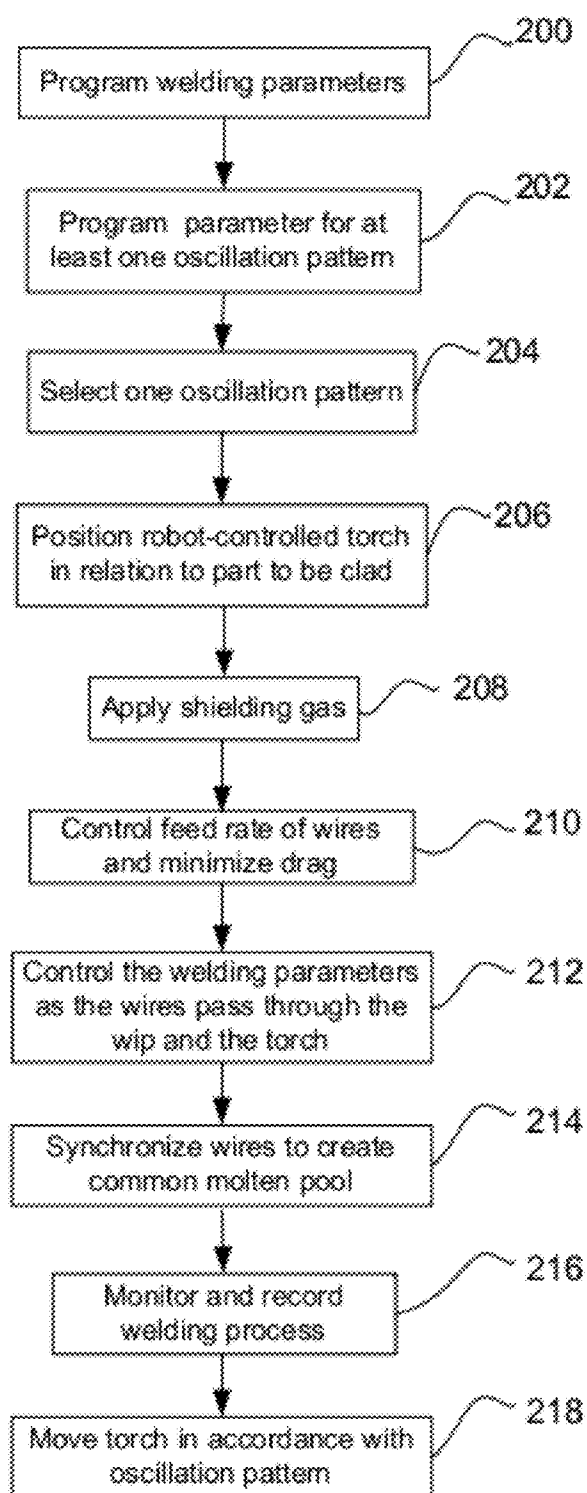 200
Program welding parameters
202
Program parameter for at
least one oscillation pattern
204
Select one oscillation pattern
206
Position robot-controlled torch
in relation to part to be clad
208
Apply shielding gas
210
Control feed rate of wires
and minimize drag
212
Control the welding parameters
as the wires pass through the
wip and the torch
214
Synchronize wires to create
common molten pool
216
Monitor and record
welding process
218
Move torch in accordance with
oscillation pattern